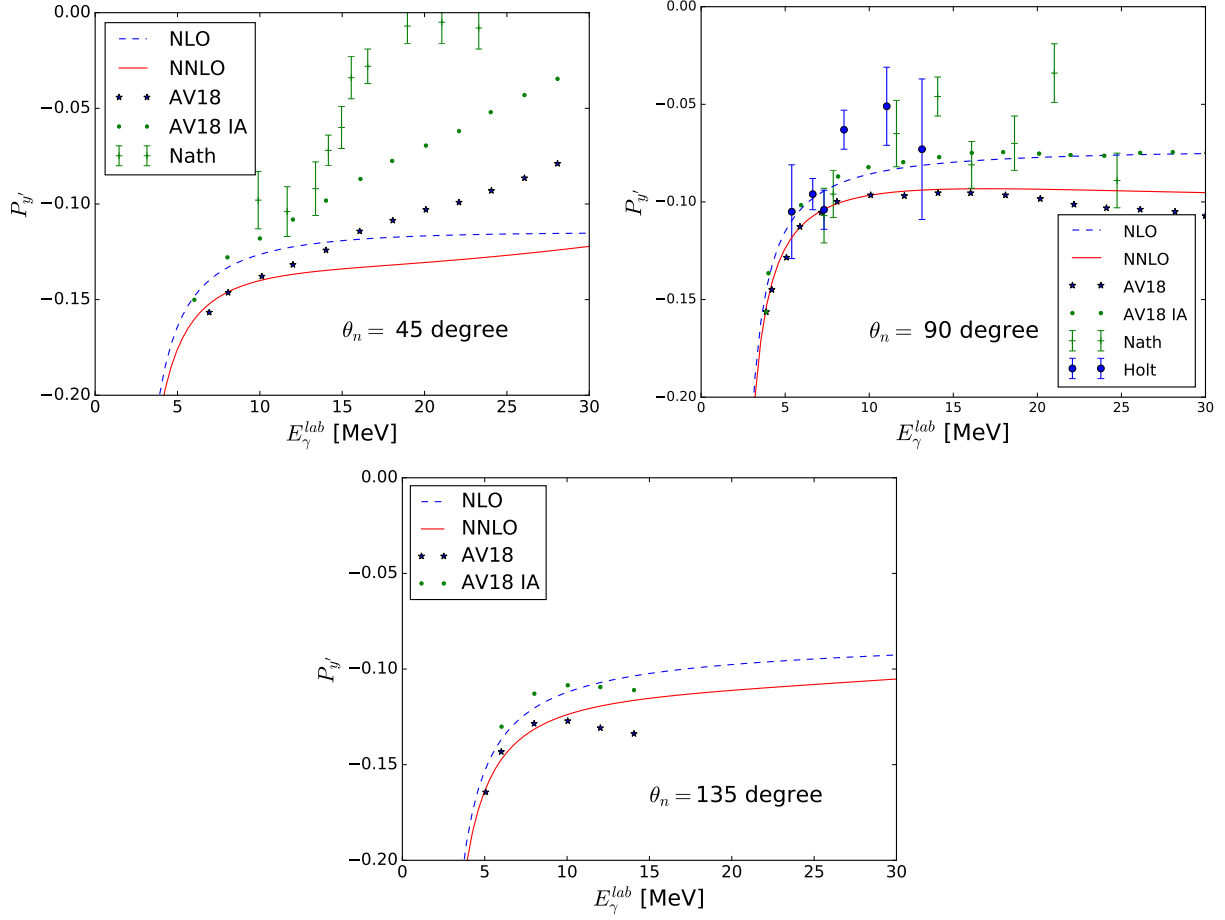 0.00
−0.05
−0.10
−0.15
−0.20
P_{y'}
NLO
NNLO
AV18
AV18 IA
Nath
θ_n = 45 degree
0 5 10 15 20 25 30
E_γ^{lab} [MeV]
0.00
−0.05
−0.10
−0.15
−0.20
P_{y'}
θ_n = 90 degree
NLO
NNLO
AV18
AV18 IA
Nath
Holt
0 5 10 15 20 25 30
E_γ^{lab} [MeV]
0.00
−0.05
−0.10
−0.15
−0.20
P_{y'}
NLO
NNLO
AV18
AV18 IA
θ_n = 135 degree
0 5 10 15 20 25 30
E_γ^{lab} [MeV]